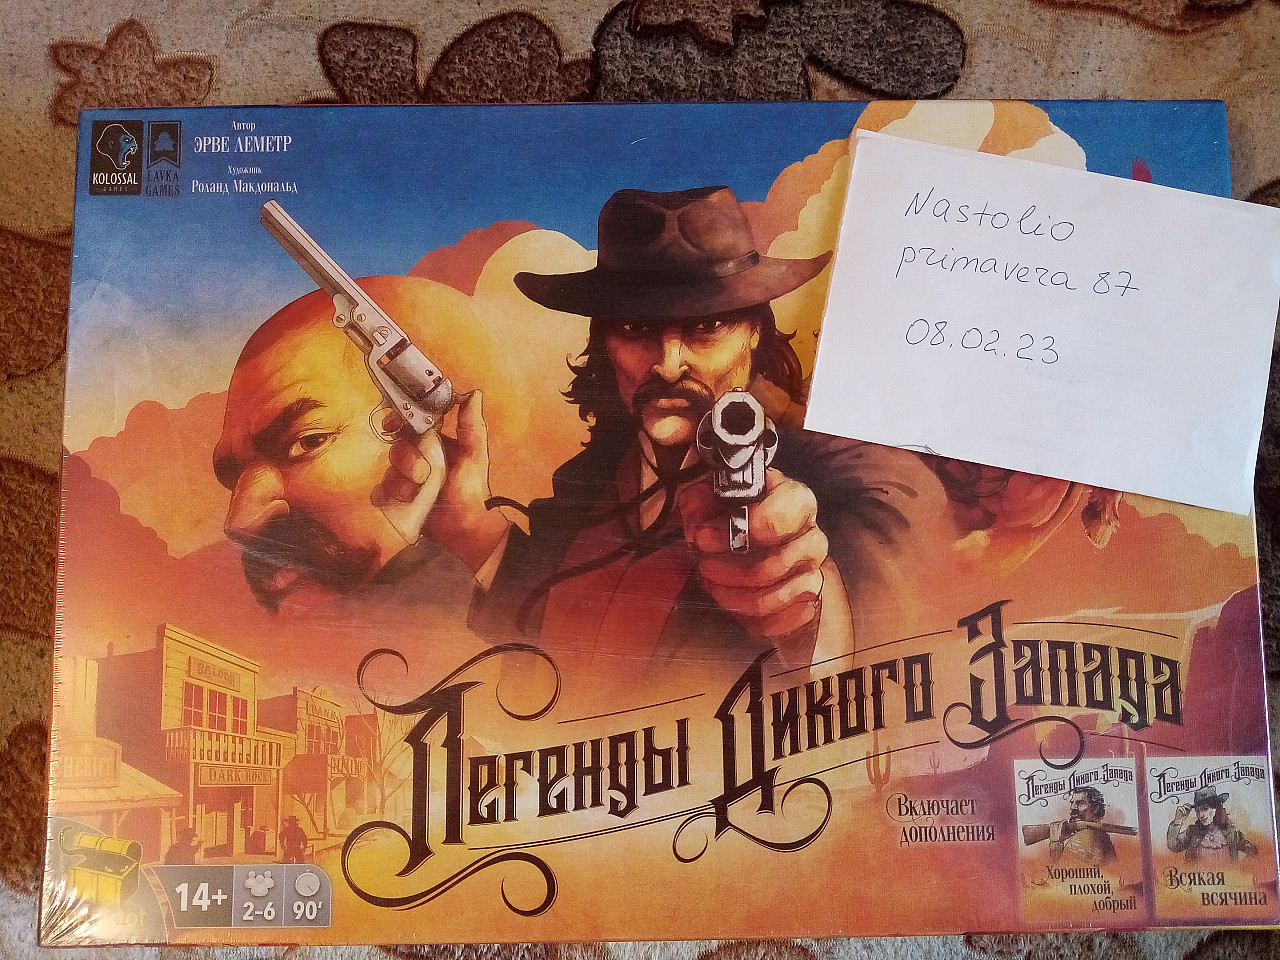 Автор
ЭРВЕ ЛЕМЕТР
Художник
Роланд Макдональд
KOLOSSAL
GAMES
LAVKA
GAMES
Nastolio
primavera 87
08.02.23
SALOON
BANK
SHERIFF
DARK ROCK
Легенды Дикого Запада
Включает
дополнения
Легенды Дикого Запада
Хороший,
плохой,
добрый
Легенды Дикого Запада
Всякая
всячина
14+
2-6
90'